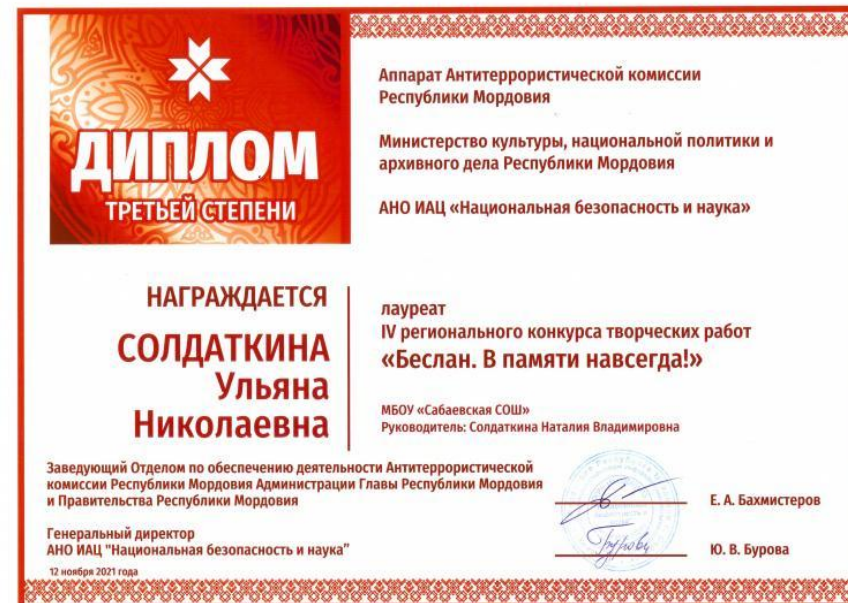 ДИПЛОМ
ТРЕТЬЕЙ СТЕПЕНИ
Аппарат Антитеррористической комиссии
Республики Мордовия
Министерство культуры, национальной политики и
архивного дела Республики Мордовия
АНО ИАЦ «Национальная безопасность и наука»
НАГРАЖДАЕТСЯ
СОЛДАТКИНА
Ульяна
Николаевна
лауреат
IV регионального конкурса творческих работ
«Беслан. В памяти навсегда!»
МБОУ «Сабаевская СОШ»
Руководитель: Солдаткина Наталия Владимировна
Заведующий Отделом по обеспечению деятельности Антитеррористической
комиссии Республики Мордовия Администрации Главы Республики Мордовия
и Правительства Республики Мордовия
Е. А. Бахмистеров
Генеральный директор
АНО ИАЦ "Национальная безопасность и наука"
Ю. В. Бурова
12 ноября 2021 года